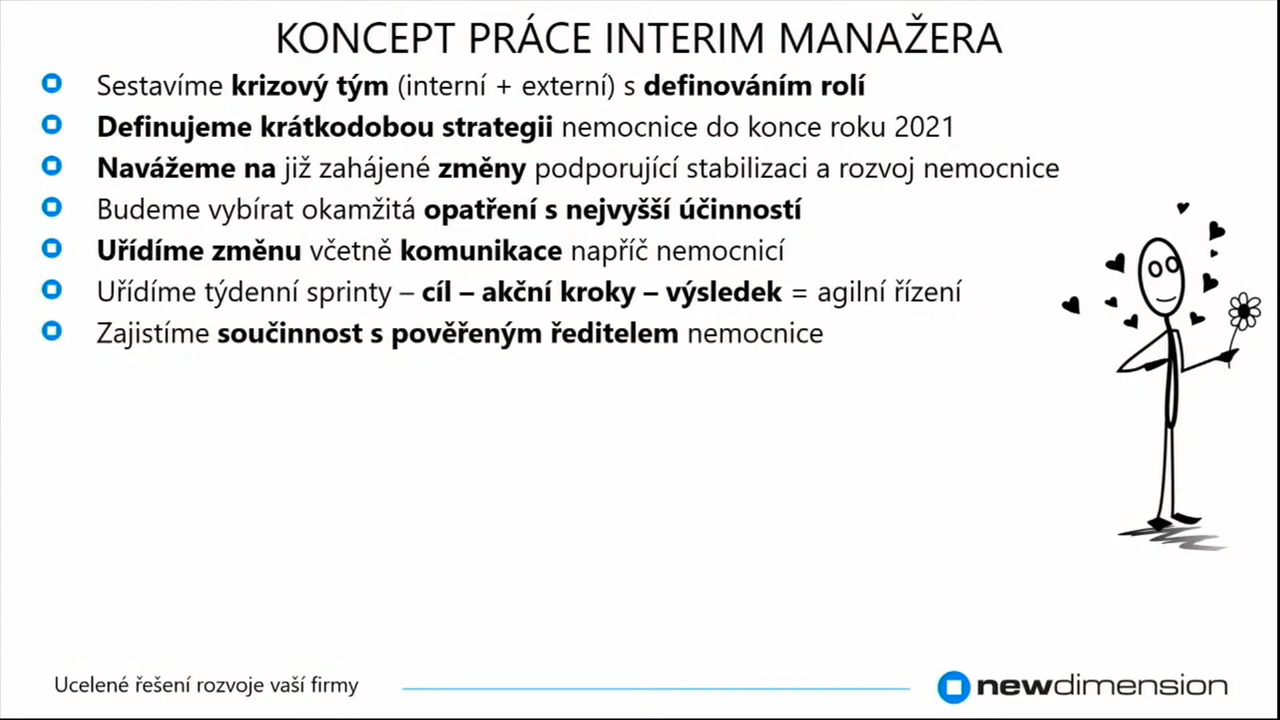 KONCEPT PRÁCE INTERIM MANAŽERA
Sestavíme krizový tým (interní + externí) s definováním rolí
Definujeme krátkodobou strategii nemocnice do konce roku 2021
Navážeme na již zahájené změny podporující stabilizaci a rozvoj nemocnice
Budeme vybírat okamžitá opatření s nejvyšší účinností
Uřídíme změnu včetně komunikace napříč nemocnicí
Uřídíme týdenní sprinty – cíl – akční kroky – výsledek = agilní řízení
Zajistíme součinnost s pověřeným ředitelem nemocnice
Ucelené řešení rozvoje vaší firmy
newdimension